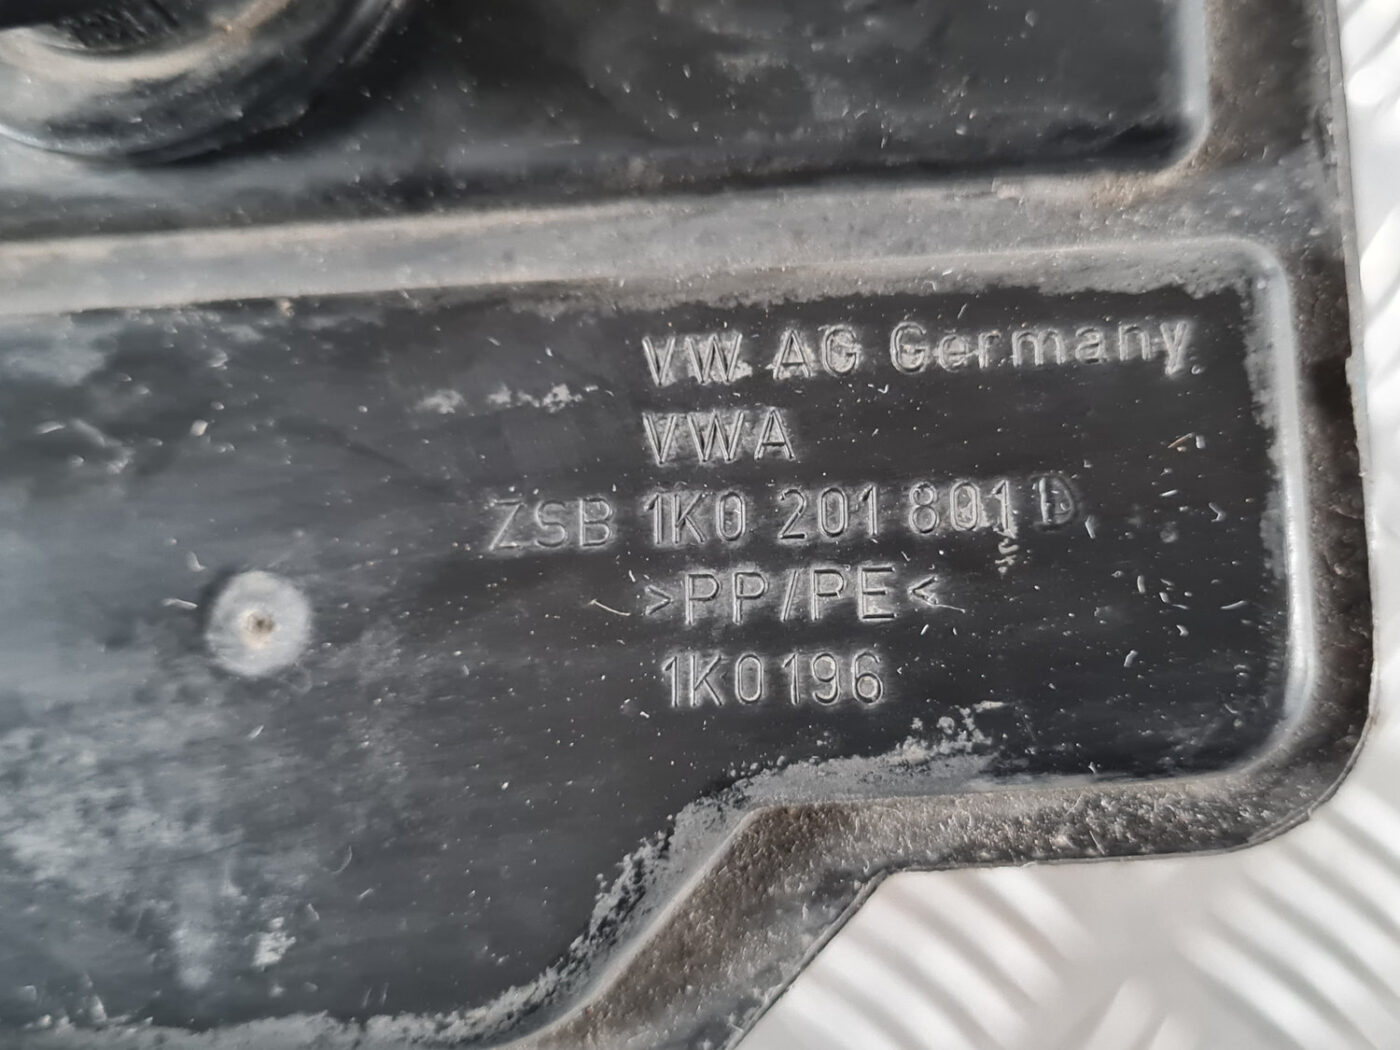 VW AG Germany
VWA
ZSB 1K0 201 801 D
>PP/PE<
1K0196